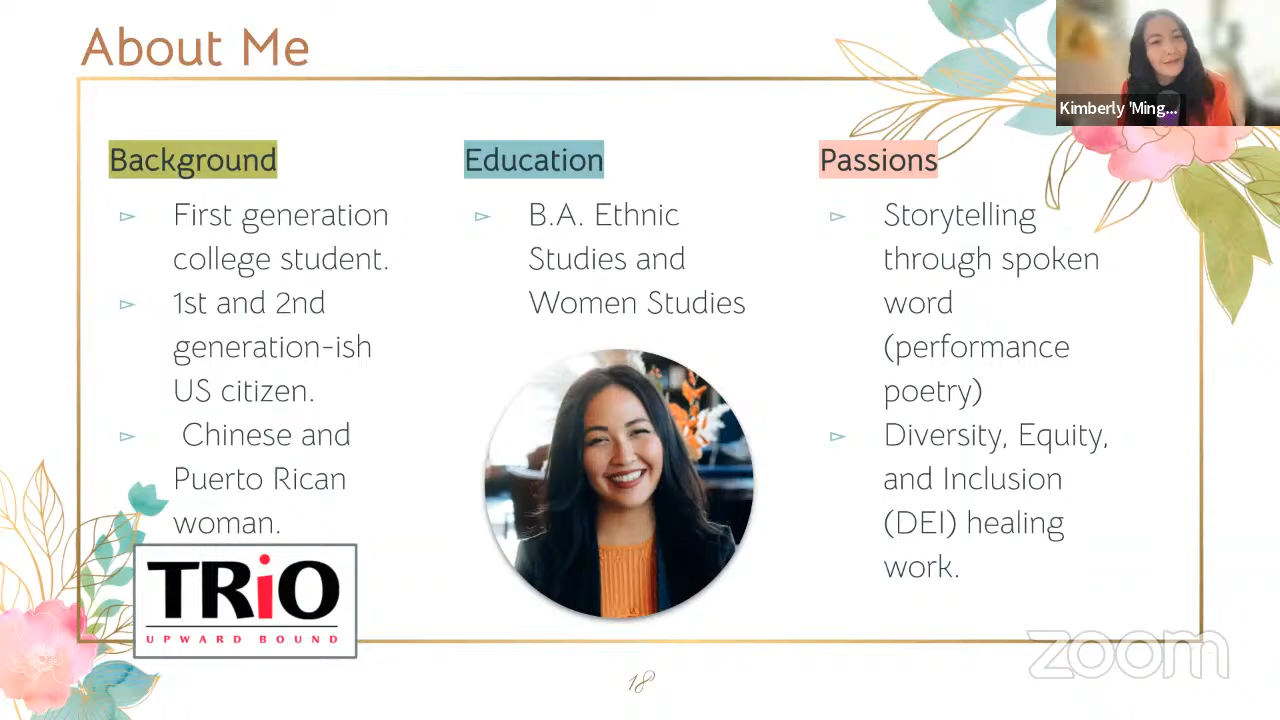 About Me
Kimberly 'Ming...
Background
First generation
college student.
1st and 2nd
generation-ish
US citizen.
Chinese and
Puerto Rican
woman.
TRiO
UPWARD BOUND
Education
B.A. Ethnic
Studies and
Women Studies
Passions
Storytelling
through spoken
word
(performance
poetry)
Diversity, Equity,
and Inclusion
(DEI) healing
work.
zoom
18